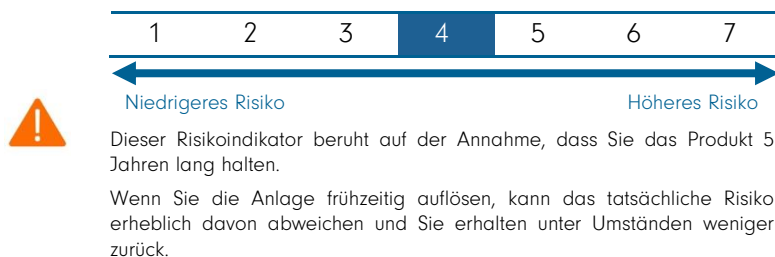 1 2 3 4 5 6 7
Niedrigeres Risiko Höheres Risiko
Dieser Risikoindikator beruht auf der Annahme, dass Sie das Produkt 5
Jahren lang halten.
Wenn Sie die Anlage frühzeitig auflösen, kann das tatsächliche Risiko
erheblich davon abweichen und Sie erhalten unter Umständen weniger
zurück.